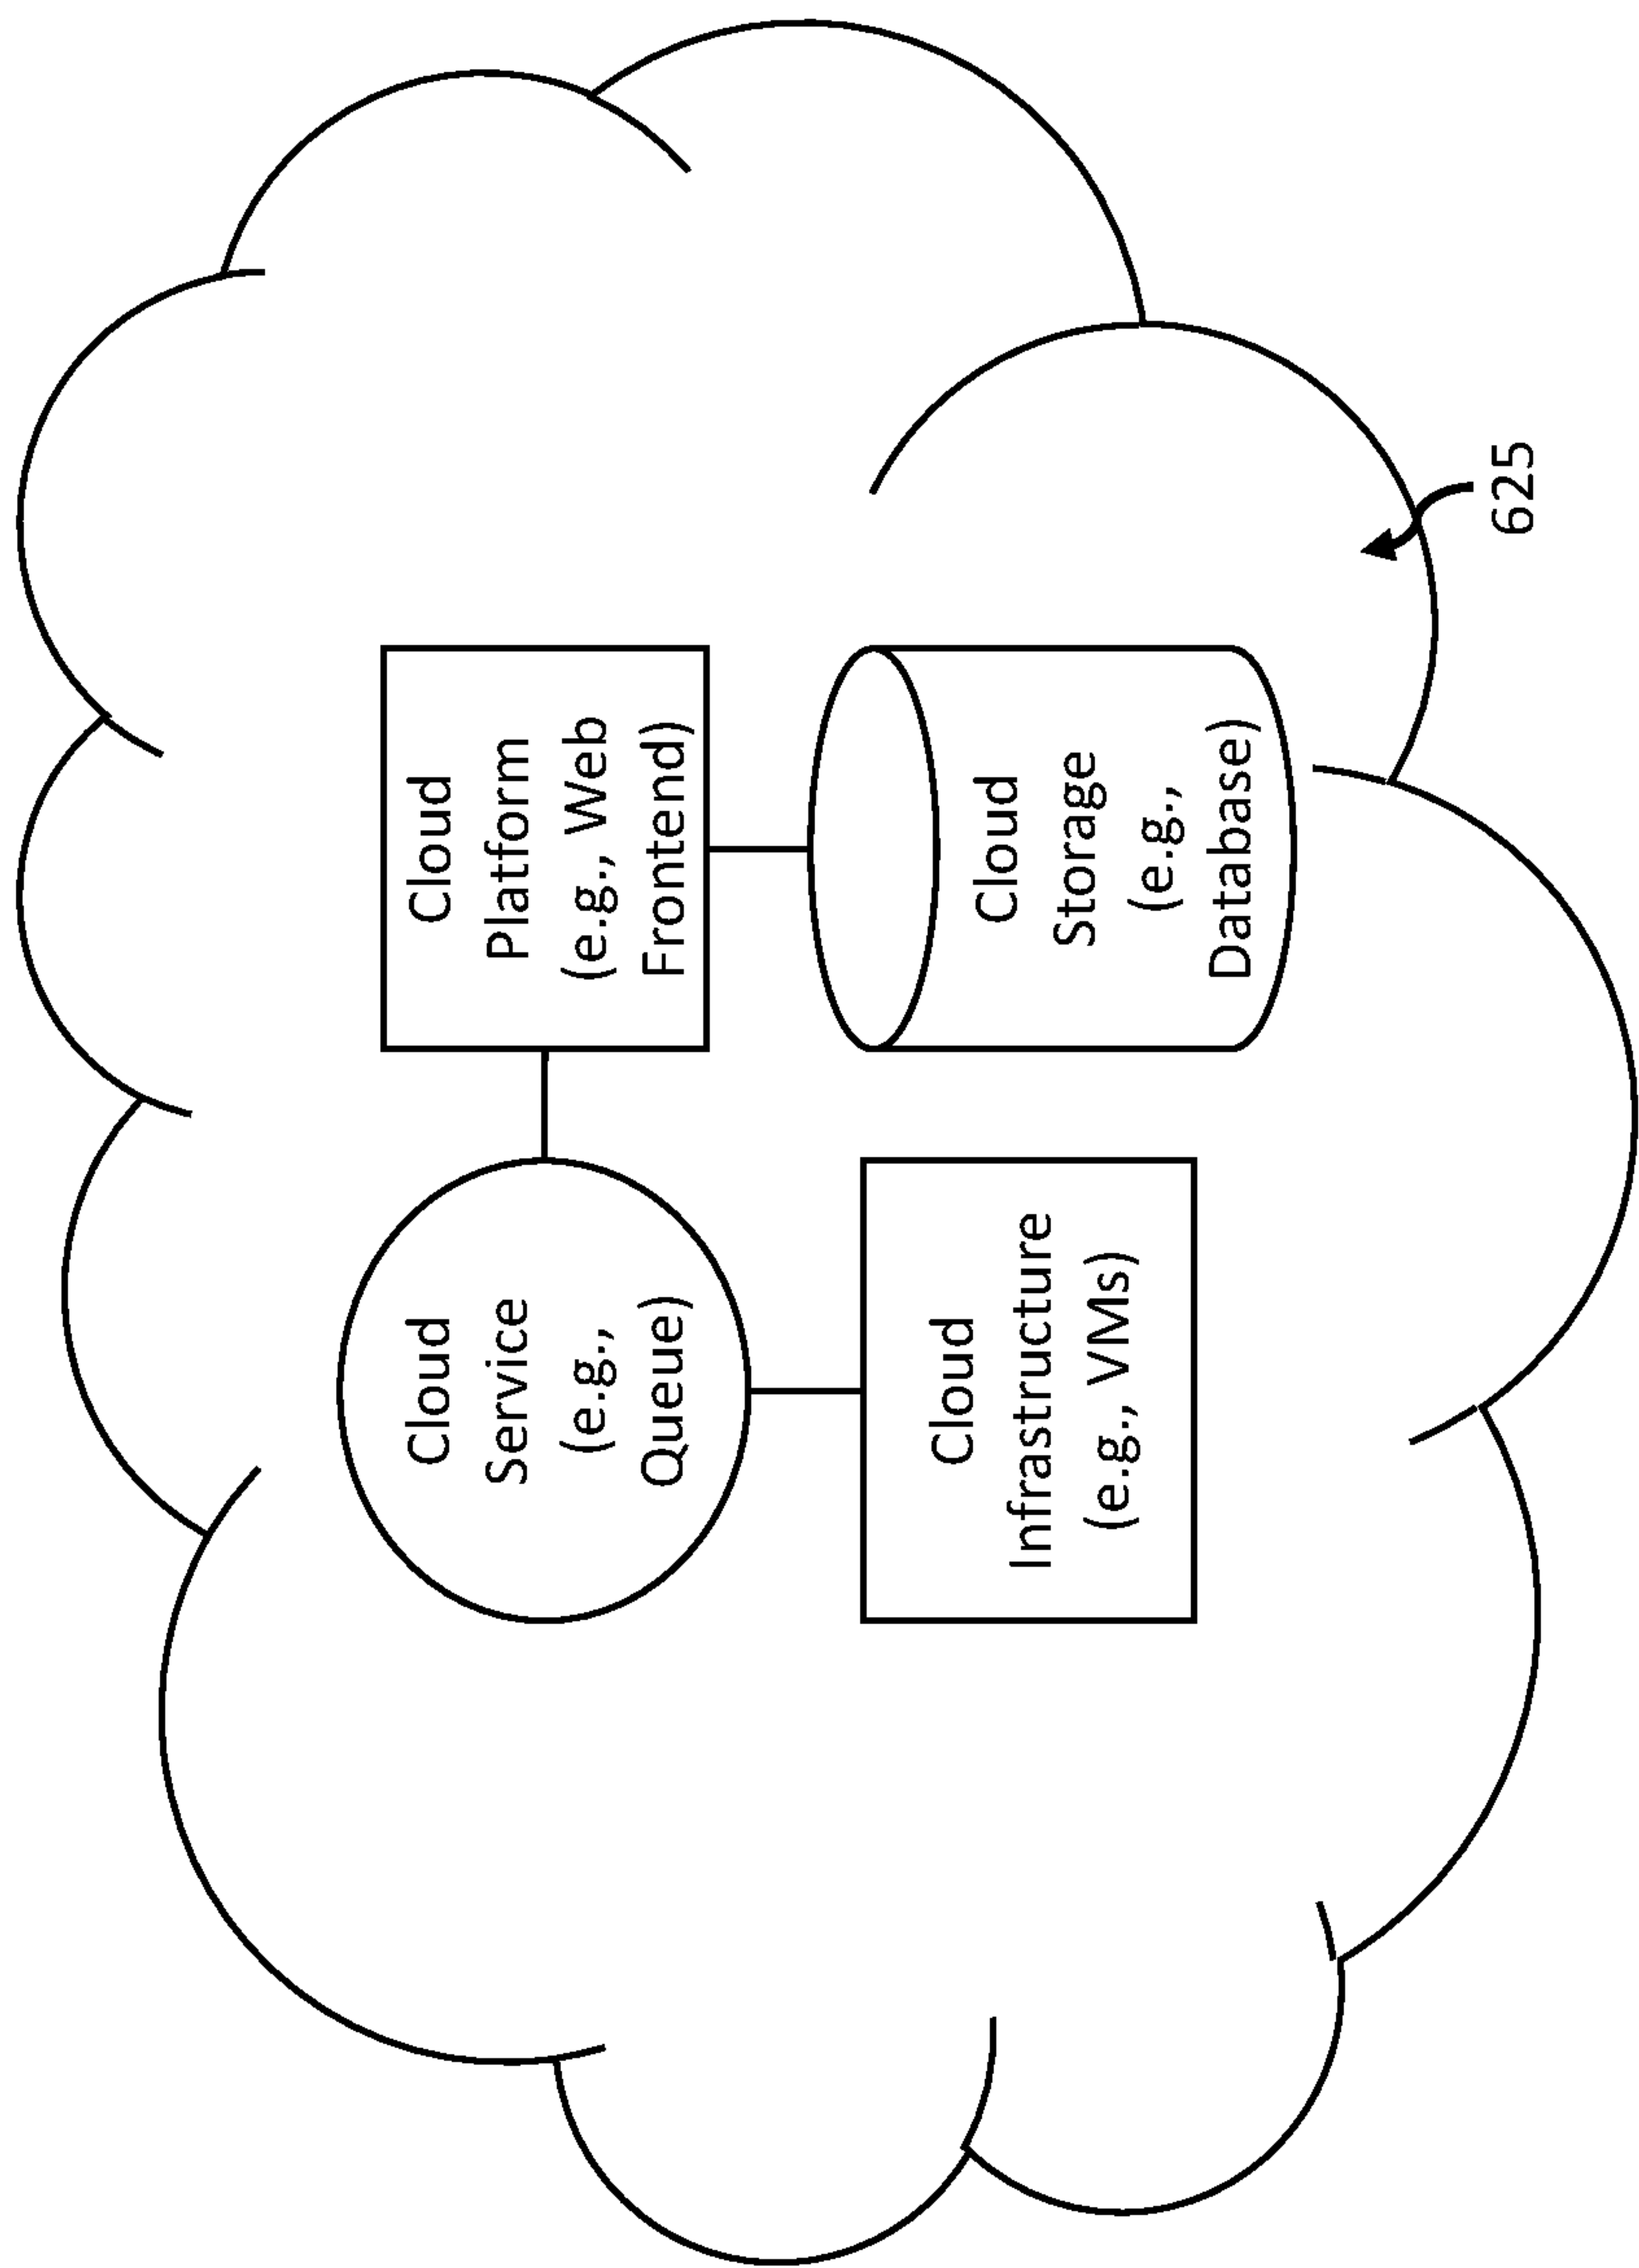 Cloud
Service
(e.g.,
Queue)
Cloud
Platform
(e.g., Web
Frontend)
Cloud
Infrastructure
(e.g., VMs)
Cloud
Storage
(e.g.,
Database)
625